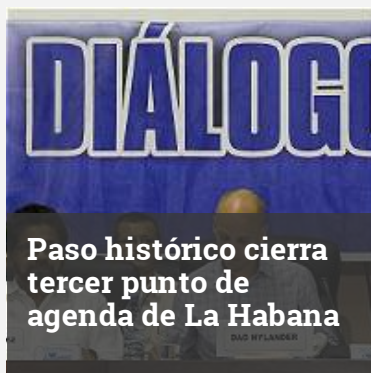 DIÁLOGO
Paso histórico cierra
tercer punto de
agenda de La Habana
DAG NYLANDER